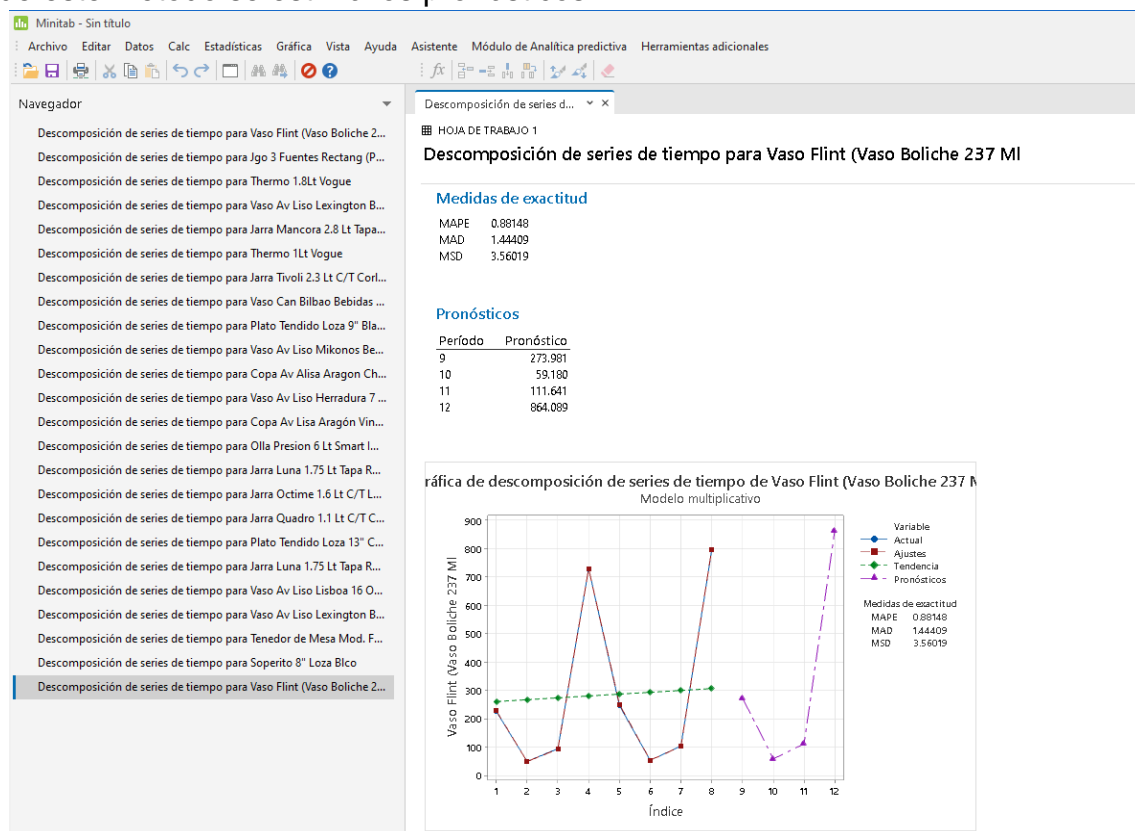 Minitab - Sin título
Archivo Editar Datos Calc Estadísticas Gráfica Vista Ayuda Asistente Módulo de Analítica predictiva Herramientas adicionales
Navegador
Descomposición de series de tiempo para Vaso Flint (Vaso Boliche 2...
Descomposición de series de tiempo para Jgo 3 Fuentes Rectang (P...
Descomposición de series de tiempo para Thermo 1.8Lt Vogue
Descomposición de series de tiempo para Vaso Av Liso Lexington B...
Descomposición de series de tiempo para Jarra Mancora 2.8 Lt Tapa...
Descomposición de series de tiempo para Thermo 1Lt Vogue
Descomposición de series de tiempo para Jarra Tivoli 2.3 Lt C/T Corl...
Descomposición de series de tiempo para Vaso Can Bilbao Bebidas ...
Descomposición de series de tiempo para Plato Tendido Loza 9" Bla...
Descomposición de series de tiempo para Vaso Av Liso Mikonos Be...
Descomposición de series de tiempo para Copa Av Alisa Aragon Ch...
Descomposición de series de tiempo para Vaso Av Liso Herradura 7 ...
Descomposición de series de tiempo para Copa Av Lisa Aragón Vin...
Descomposición de series de tiempo para Olla Presion 6 Lt Smart I...
Descomposición de series de tiempo para Jarra Luna 1.75 Lt Tapa R...
Descomposición de series de tiempo para Jarra Octime 1.6 Lt C/T L...
Descomposición de series de tiempo para Jarra Quadro 1.1 Lt C/T C...
Descomposición de series de tiempo para Plato Tendido Loza 13" C...
Descomposición de series de tiempo para Jarra Luna 1.75 Lt Tapa R...
Descomposición de series de tiempo para Vaso Av Liso Lisboa 16 O...
Descomposición de series de tiempo para Vaso Av Liso Lexington B...
Descomposición de series de tiempo para Tenedor de Mesa Mod. F...
Descomposición de series de tiempo para Soperito 8" Loza Blco
Descomposición de series de tiempo para Vaso Flint (Vaso Boliche 2...
Descomposición de series d...
HOJA DE TRABAJO 1
Descomposición de series de tiempo para Vaso Flint (Vaso Boliche 237 Ml
Medidas de exactitud
MAPE 0.88148
MAD 1.44409
MSD 3.56019
Pronósticos
Período Pronóstico
9 273.981
10 59.180
11 111.641
12 864.089
ráfica de descomposición de series de tiempo de Vaso Flint (Vaso Boliche 237 M
Modelo multiplicativo
Vaso Flint (Vaso Boliche 237 Ml
900
800
700
600
500
400
300
200
100
0
1 2 3 4 5 6 7 8 9 10 11 12
Índice
Variable
Actual
Ajustes
Tendencia
Pronósticos
Medidas de exactitud
MAPE 0.88148
MAD 1.44409
MSD 3.56019